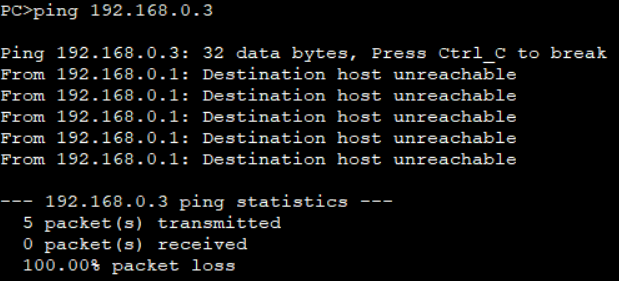 PC>ping 192.168.0.3
Ping 192.168.0.3: 32 data bytes, Press Ctrl_C to break
From 192.168.0.1: Destination host unreachable
From 192.168.0.1: Destination host unreachable
From 192.168.0.1: Destination host unreachable
From 192.168.0.1: Destination host unreachable
From 192.168.0.1: Destination host unreachable
--- 192.168.0.3 ping statistics ---
5 packet(s) transmitted
0 packet(s) received
100.00% packet loss